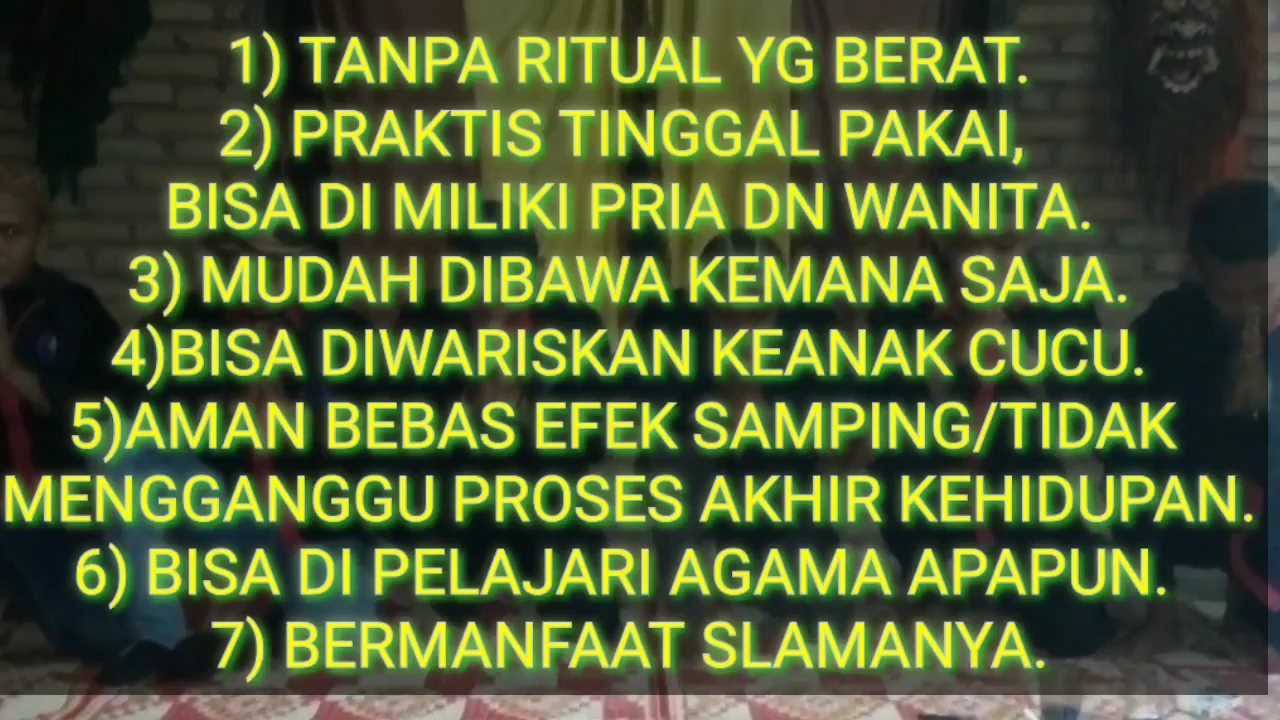 1) TANPA RITUAL YG BERAT.
2) PRAKTIS TINGGAL PAKAI,
BISA DI MILIKI PRIA DN WANITA.
3) MUDAH DIBAWA KEMANA SAJA.
4)BISA DIWARISKAN KEANAK CUCU.
5)AMAN BEBAS EFEK SAMPING/TIDAK
MENGGANGGU PROSES AKHIR KEHIDUPAN.
6) BISA DI PELAJARI AGAMA APAPUN.
7) BERMANFAAT SLAMANYA.